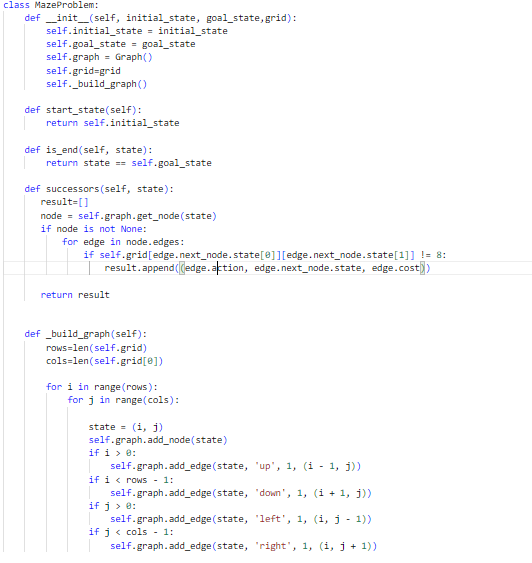 class MazeProblem:
    def __init__(self, initial_state, goal_state,grid):
        self.initial_state = initial_state
        self.goal_state = goal_state
        self.graph = Graph()
        self.grid=grid
        self._build_graph()

    def start_state(self):
        return self.initial_state

    def is_end(self, state):
        return state == self.goal_state

    def successors(self, state):
       result=[]
       node = self.graph.get_node(state)
       if node is not None:
           for edge in node.edges:
               if self.grid[edge.next_node.state[0]][edge.next_node.state[1]] != 8:
                   result.append((edge.action, edge.next_node.state, edge.cost))

       return result


    def _build_graph(self):
        rows=len(self.grid)
        cols=len(self.grid[0])

        for i in range(rows):
            for j in range(cols):

                state = (i, j)
                self.graph.add_node(state)
                if i > 0:
                    self.graph.add_edge(state, 'up', 1, (i - 1, j))
                if i < rows - 1:
                    self.graph.add_edge(state, 'down', 1, (i + 1, j))
                if j > 0:
                    self.graph.add_edge(state, 'left', 1, (i, j - 1))
                if j < cols - 1:
                    self.graph.add_edge(state, 'right', 1, (i, j + 1))